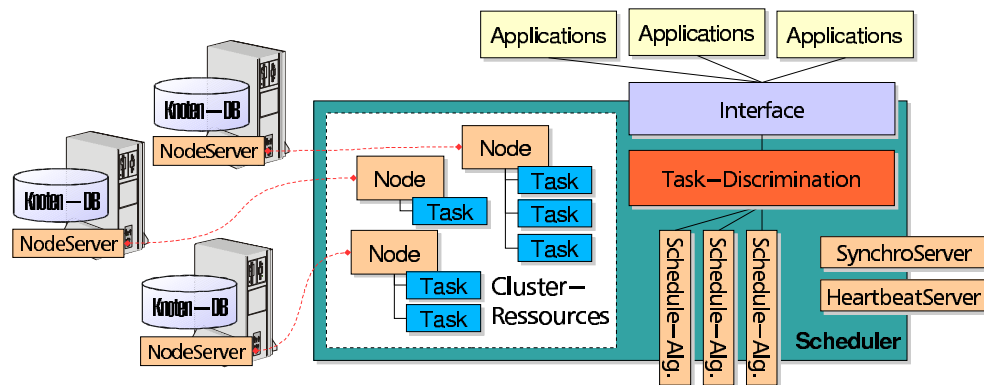 Applications
Applications
Applications
Knoten–DB
NodeServer
Interface
Node
Task–Discrimination
Knoten–DB
NodeServer
Node
Task
Task
Task
Task
Node
Task
Task
Cluster–
Ressources
Schedule–Alg.
Schedule–Alg.
Schedule–Alg.
SynchroServer
HeartbeatServer
Scheduler
Knoten–DB
NodeServer